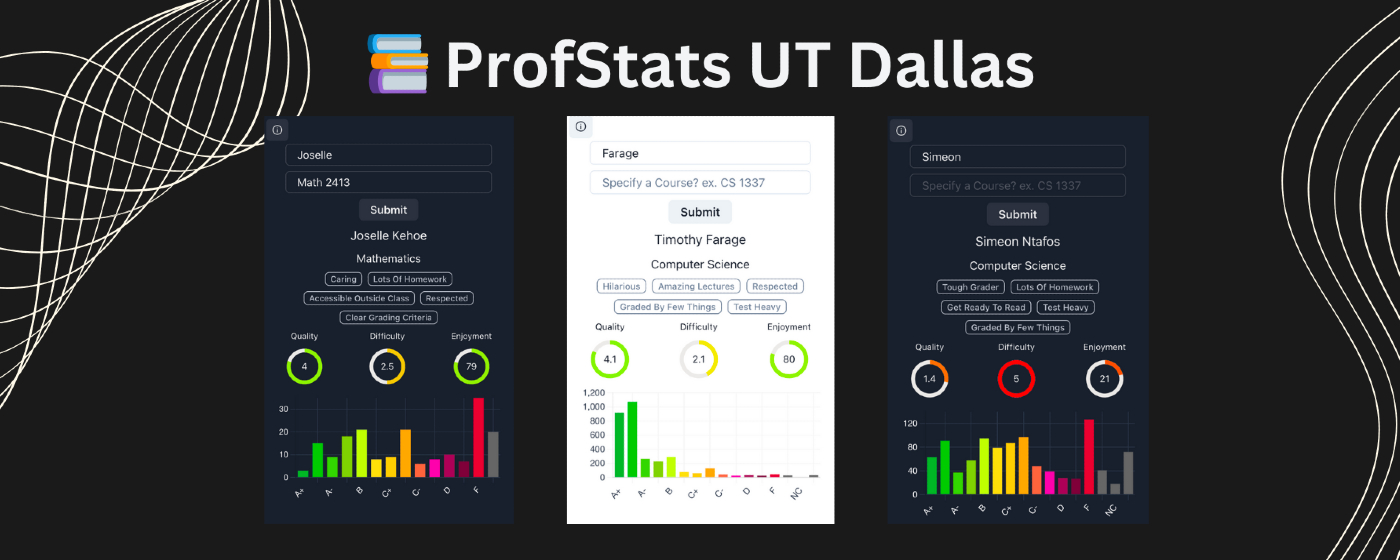 ProfStats UT Dallas
Joselle
Math 2413
Submit
Joselle Kehoe
Mathematics
Caring Lots Of Homework
Accessible Outside Class Respected
Clear Grading Criteria
Quality Difficulty Enjoyment
4 2.5 79
30
20
10
0
A+ A- B C+ C- D F
Farage
Specify a Course? ex. CS 1337
Submit
Timothy Farage
Computer Science
Hilarious Amazing Lectures Respected
Graded By Few Things Test Heavy
Quality Difficulty Enjoyment
4.1 2.1 80
1,200
1,000
800
600
400
200
0
A+ A- B C+ C- D F NC
Simeon
Specify a Course? ex. CS 1337
Submit
Simeon Ntafos
Computer Science
Tough Grader Lots Of Homework
Get Ready To Read Test Heavy
Graded By Few Things
Quality Difficulty Enjoyment
1.4 5 21
120
80
40
0
A+ A- B C+ C- D F NC